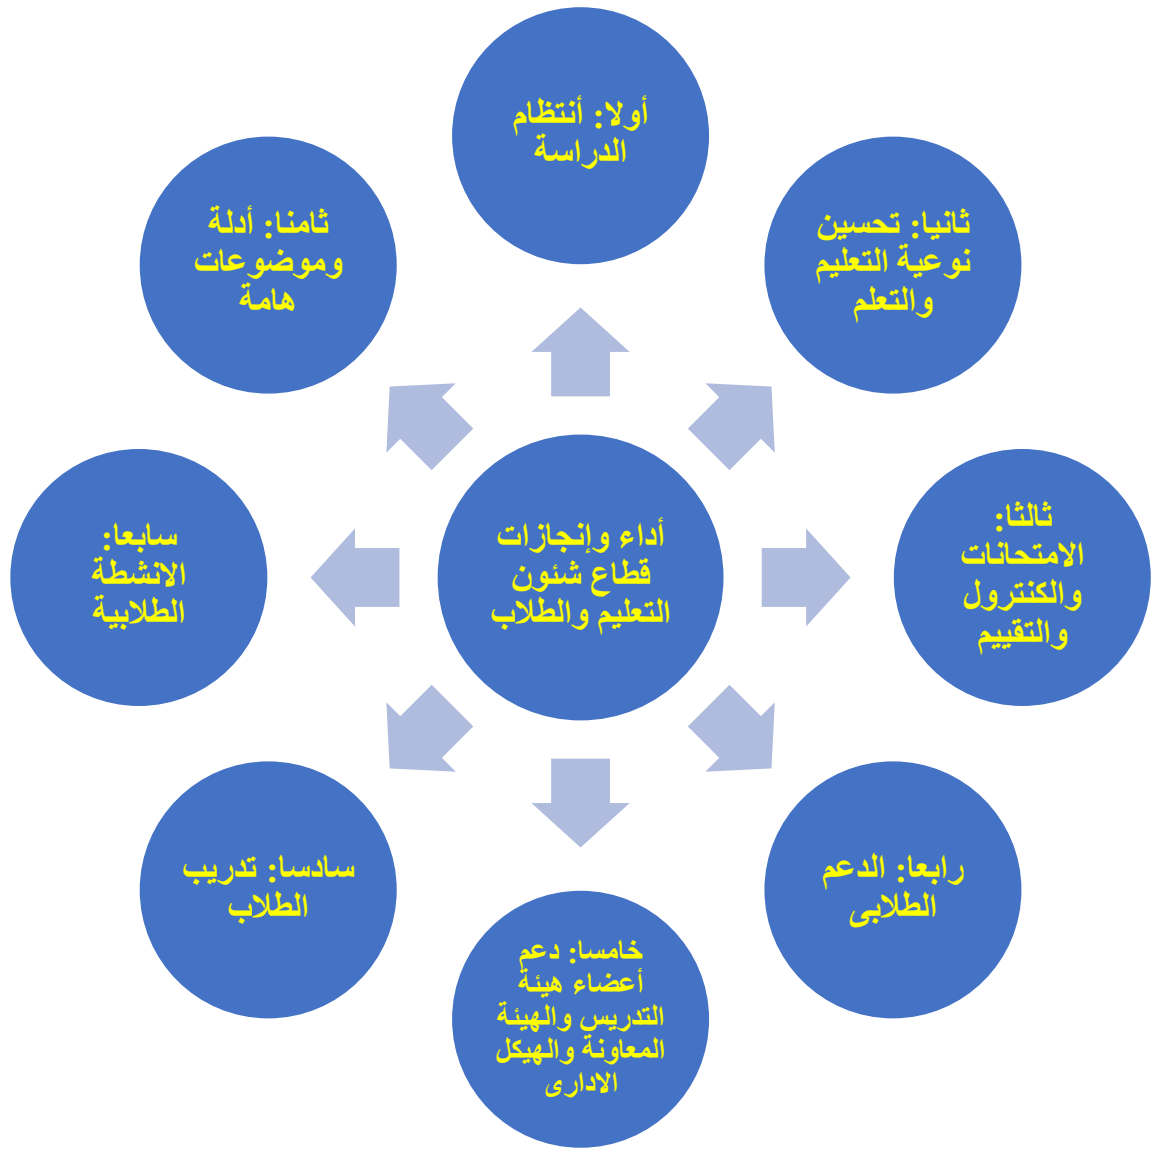 أولا: أنتظام
الدراسة
ثانيا: تحسين
نوعية التعليم
والتعلم
ثالثا:
الامتحانات
والكنترول
والتقييم
رابعا: الدعم
الطلابى
خامسا: دعم
أعضاء هيئة
التدريس والهيئة
المعاونة والهيكل
الادارى
سادسا: تدريب
الطلاب
سابعا:
الانشطة
الطلابية
ثامنا: أدلة
وموضوعات
هامة
أداء وإنجازات
قطاع شئون
التعليم والطلاب